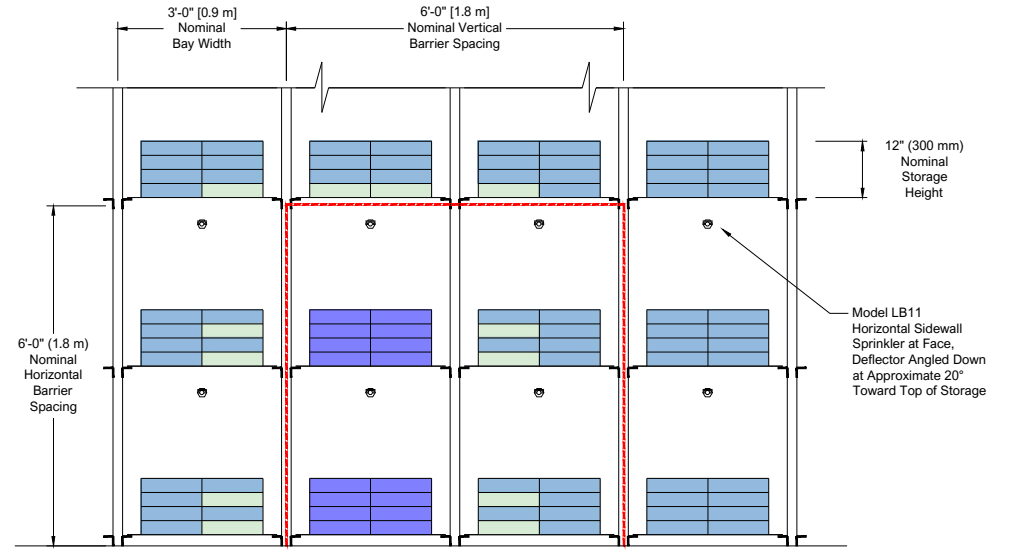 3'-0" [0.9 m]
Nominal
Bay Width
6'-0" [1.8 m]
Nominal Vertical
Barrier Spacing
12" (300 mm)
Nominal
Storage
Height
6'-0" (1.8 m)
Nominal
Horizontal
Barrier
Spacing
Model LB11
Horizontal Sidewall
Sprinkler at Face,
Deflector Angled Down
at Approximate 20°
Toward Top of Storage